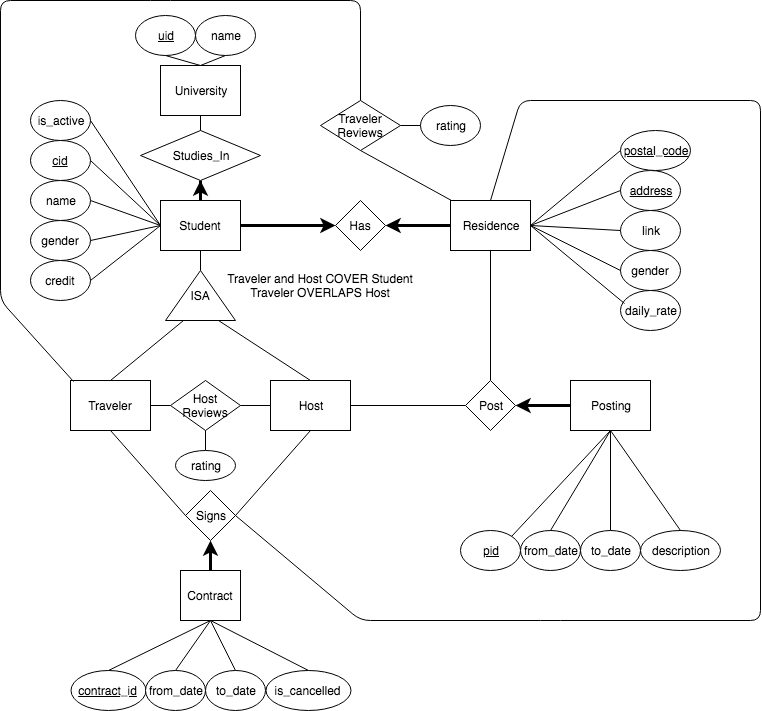 uid
name
University
is_active
Traveler
Reviews
rating
cid
Studies_In
postal_code
address
name
Student
Has
Residence
link
gender
gender
credit
ISA
Traveler and Host COVER Student
Traveler OVERLAPS Host
daily_rate
Traveler
Host
Reviews
Host
Post
Posting
rating
Signs
pid
from_date
to_date
description
Contract
contract_id
from_date
to_date
is_cancelled